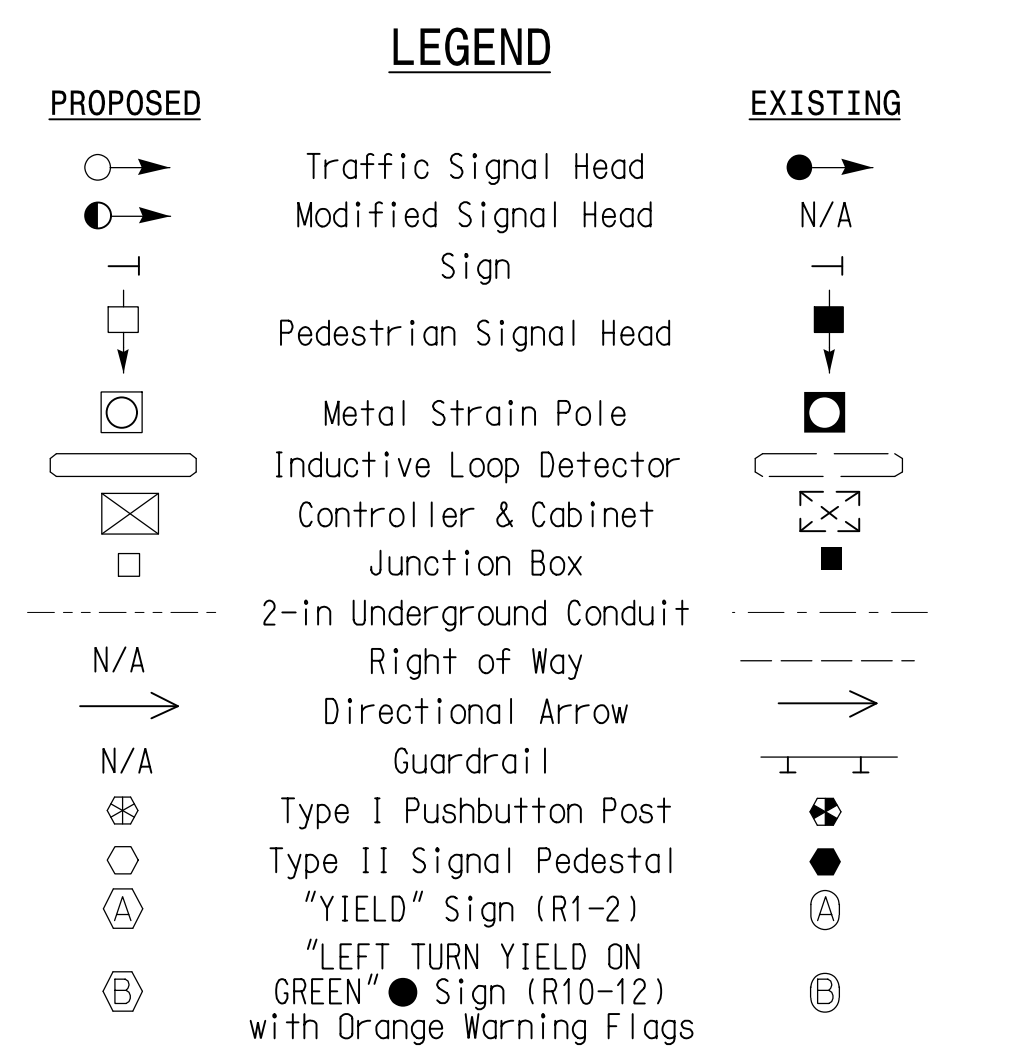 LEGEND
PROPOSED EXISTING
Traffic Signal Head
Modified Signal Head N/A
Sign
Pedestrian Signal Head
Metal Strain Pole
Inductive Loop Detector
Controller & Cabinet
Junction Box
2-in Underground Conduit
N/A Right of Way
Directional Arrow
N/A Guardrail
Type I Pushbutton Post
Type II Signal Pedestal
A "YIELD" Sign (R1-2) A
"LEFT TURN YIELD ON
B GREEN" ● Sign (R10-12) B
with Orange Warning Flags